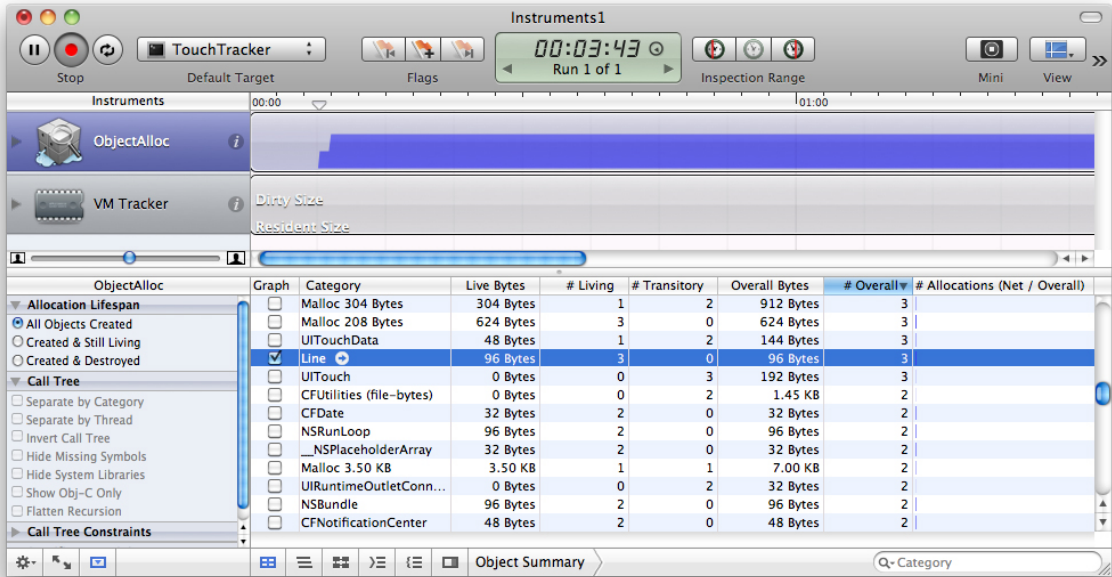 Instruments1
TouchTracker
00:03:43
Run 1 of 1
Stop
Default Target
Flags
Inspection Range
Mini
View
Instruments
00:00
01:00
ObjectAlloc
VM Tracker
Dirty Size
Resident Size
ObjectAlloc
Graph Category Live Bytes # Living # Transitory Overall Bytes # Overall # Allocations (Net / Overall)
Allocation Lifespan
All Objects Created
Created & Still Living
Created & Destroyed
Call Tree
Separate by Category
Separate by Thread
Invert Call Tree
Hide Missing Symbols
Hide System Libraries
Show Obj-C Only
Flatten Recursion
Call Tree Constraints
Malloc 304 Bytes 304 Bytes 1 2 912 Bytes 3
Malloc 208 Bytes 624 Bytes 3 0 624 Bytes 3
UITouchData 48 Bytes 1 2 144 Bytes 3
Line 96 Bytes 3 0 96 Bytes 3
UITouch 0 Bytes 0 3 192 Bytes 3
CFUtilities (file-bytes) 0 Bytes 0 2 1.45 KB 2
CFDate 32 Bytes 2 0 32 Bytes 2
NSRunLoop 96 Bytes 2 0 96 Bytes 2
__NSPlaceholderArray 32 Bytes 2 0 32 Bytes 2
Malloc 3.50 KB 3.50 KB 1 1 7.00 KB 2
UIRuntimeOutletConn... 0 Bytes 0 2 32 Bytes 2
NSBundle 96 Bytes 2 0 96 Bytes 2
CFNotificationCenter 48 Bytes 2 0 48 Bytes 2
Object Summary
Category